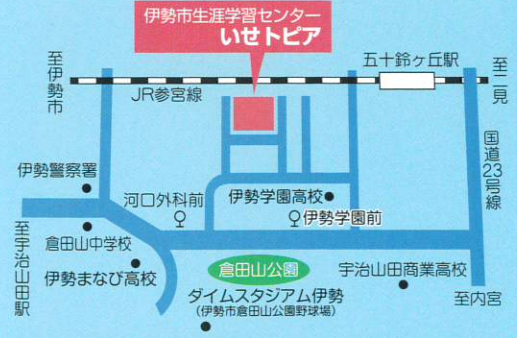 伊勢市生涯学習センター
いせトピア
五十鈴ヶ丘駅
至伊勢市
JR参宮線
至二見
国道23号線
伊勢警察署
河口外科前
伊勢学園高校
伊勢学園前
倉田山中学校
伊勢まなび高校
至宇治山田駅
倉田山公園
宇治山田商業高校
ダイムスタジアム伊勢
(伊勢市倉田山公園野球場)
至内宮